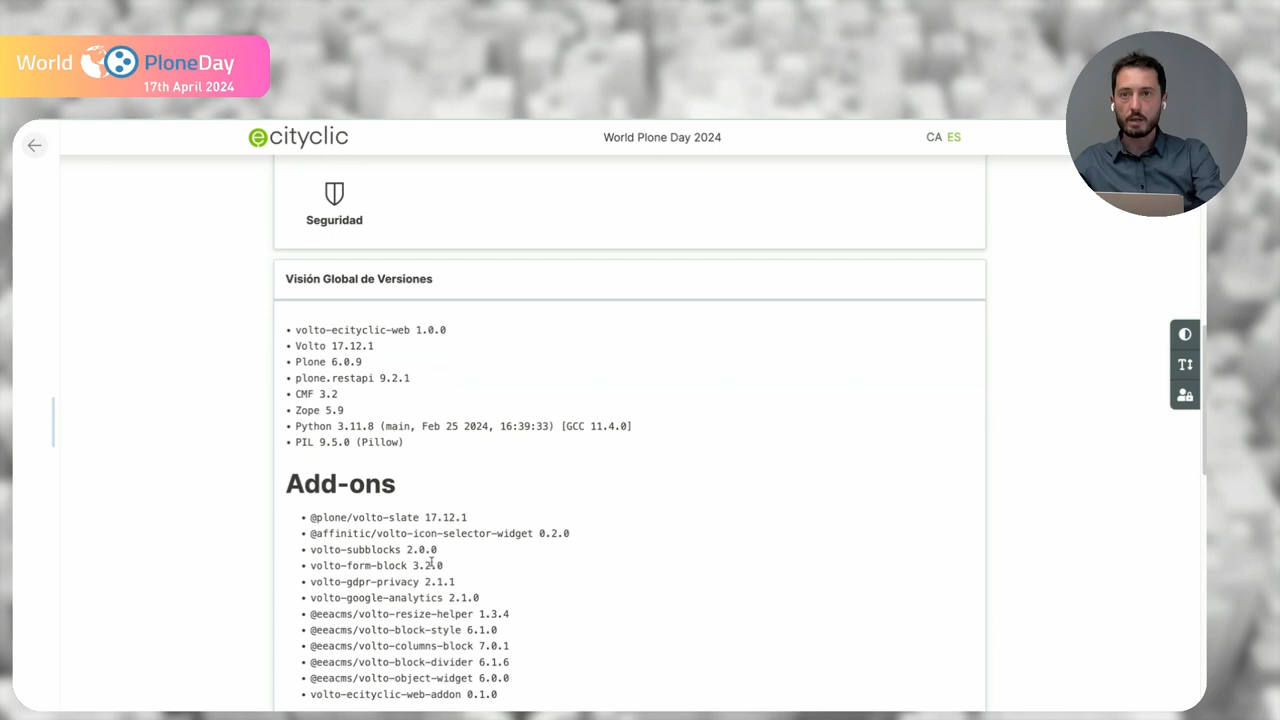 World PloneDay
17th April 2024
ecityclic
World Plone Day 2024
CA ES
Seguridad
Visión Global de Versiones
• volto-ecityclic-web 1.0.0
• Volto 17.12.1
• Plone 6.0.9
• plone.restapi 9.2.1
• CMF 3.2
• Zope 5.9
• Python 3.11.8 (main, Feb 25 2024, 16:39:33) [GCC 11.4.0]
• PIL 9.5.0 (Pillow)
Add-ons
• @plone/volto-slate 17.12.1
• @affinitic/volto-icon-selector-widget 0.2.0
• volto-subblocks 2.0.0
• volto-form-block 3.2.0
• volto-gdpr-privacy 2.1.1
• volto-google-analytics 2.1.0
• @eeacms/volto-resize-helper 1.3.4
• @eeacms/volto-block-style 6.1.0
• @eeacms/volto-columns-block 7.0.1
• @eeacms/volto-block-divider 6.1.6
• @eeacms/volto-object-widget 6.0.0
• volto-ecityclic-web-addon 0.1.0